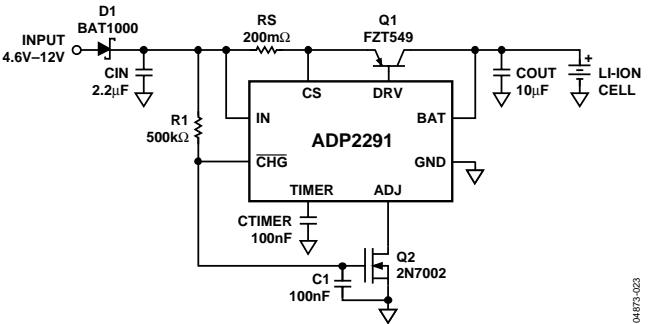 D1
BAT1000
INPUT
4.6V–12V
RS
200mΩ
Q1
FZT549
CIN
2.2μF
COUT
10μF
LI-ION
CELL
+
R1
500kΩ
CS
DRV
IN
BAT
ADP2291
CHG
GND
TIMER
ADJ
CTIMER
100nF
Q2
2N7002
C1
100nF
04873-023